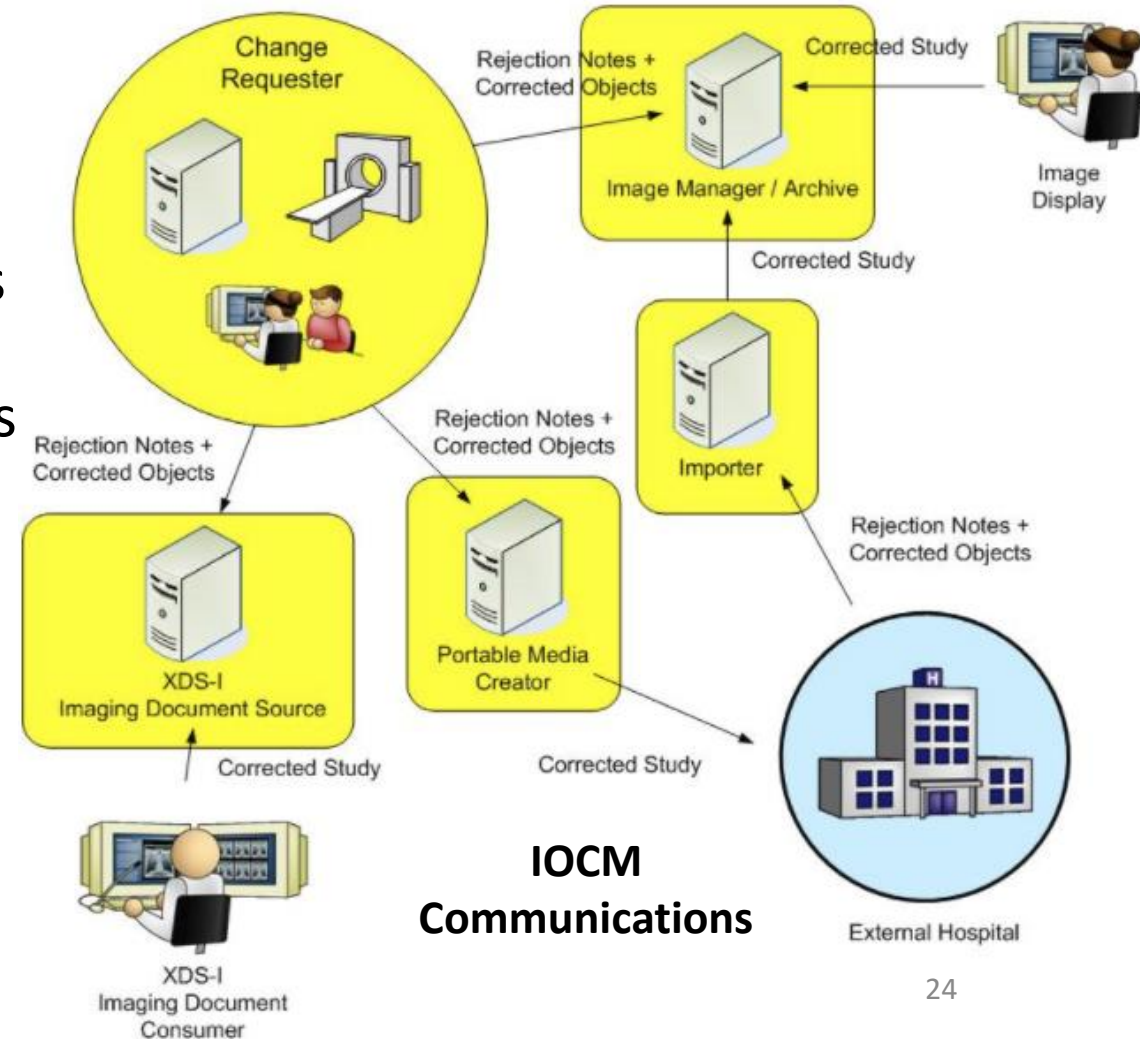 Change
Requester
Rejection Notes +
Corrected Objects
Corrected Study
Image Manager / Archive
Image
Display
Corrected Study
S
S
Rejection Notes +
Corrected Objects
Rejection Notes +
Corrected Objects
Importer
Rejection Notes +
Corrected Objects
XDS-I
Imaging Document Source
Portable Media
Creator
Corrected Study
Corrected Study
H
IOCM
Communications
External Hospital
XDS-I
Imaging Document
Consumer
24